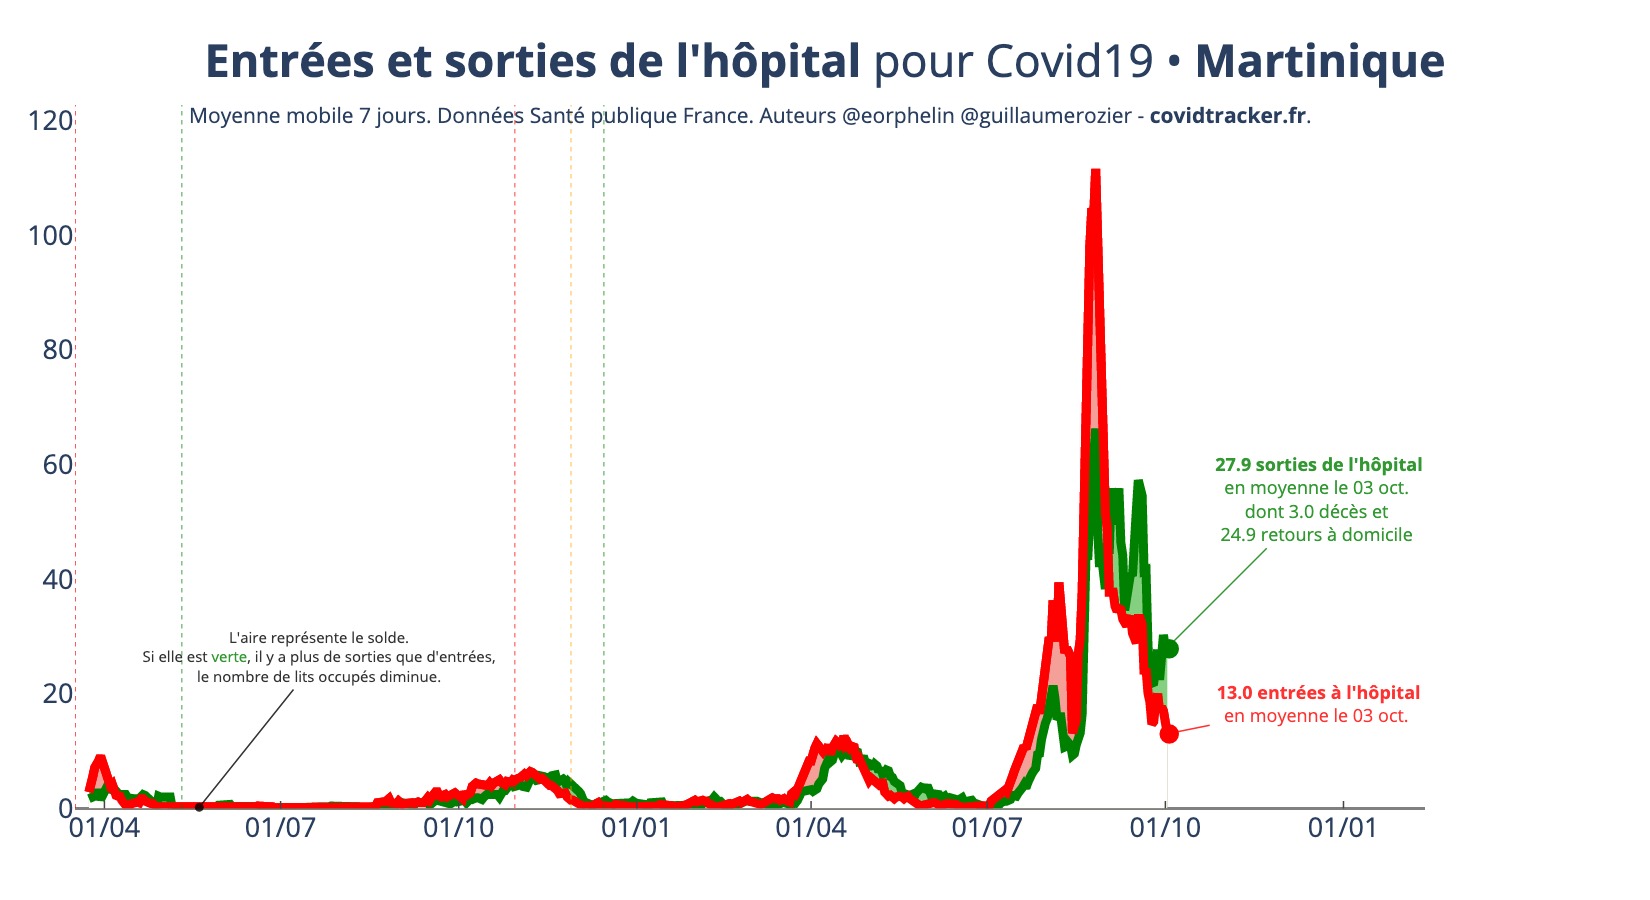 Entrées et sorties de l'hôpital pour Covid19 • Martinique
Moyenne mobile 7 jours. Données Santé publique France. Auteurs @eorphelin @guillaumerozier - covidtracker.fr.
120
100
80
60
40
20
0
27.9 sorties de l'hôpital
en moyenne le 03 oct.
dont 3.0 décès et
24.9 retours à domicile
L'aire représente le solde.
Si elle est verte, il y a plus de sorties que d'entrées,
le nombre de lits occupés diminue.
13.0 entrées à l'hôpital
en moyenne le 03 oct.
01/04 01/07 01/10 01/01 01/04 01/07 01/10 01/01